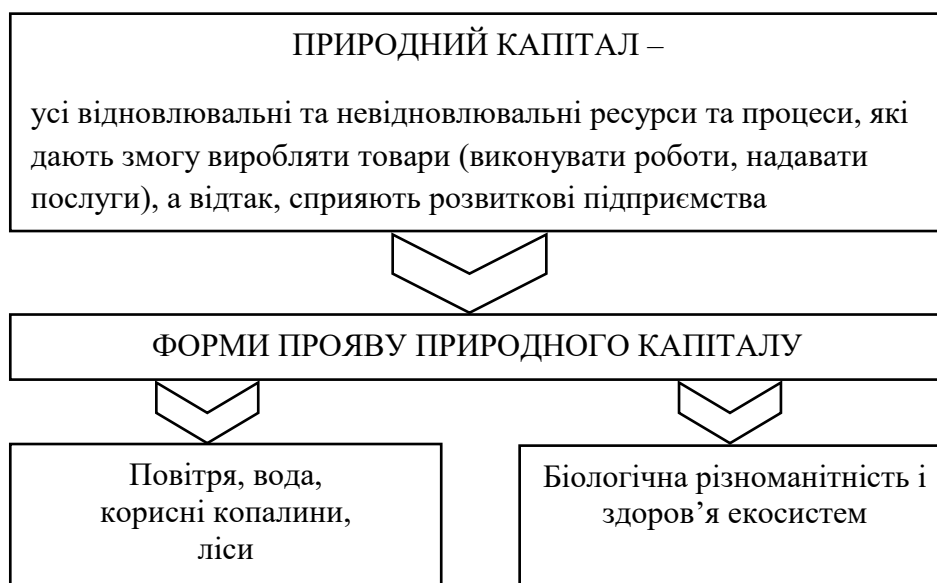 ПРИРОДНИЙ КАПІТАЛ –
усі відновлювальні та невідновлювальні ресурси та процеси, які
дають змогу виробляти товари (виконувати роботи, надавати
послуги), а відтак, сприяють розвиткові підприємства
ФОРМИ ПРОЯВУ ПРИРОДНОГО КАПІТАЛУ
Повітря, вода,
корисні копалини,
ліси
Біологічна різноманітність і
здоров’я екосистем